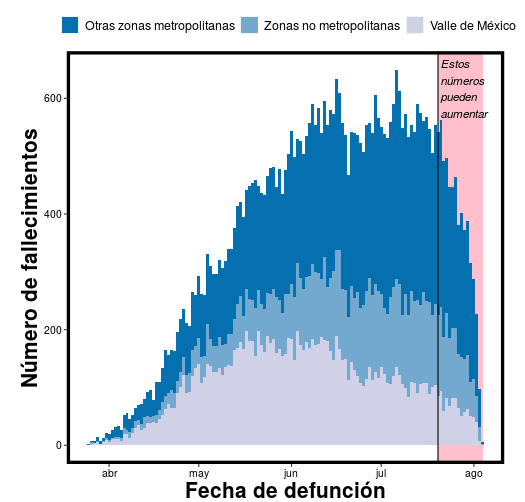 Otras zonas metropolitanas Zonas no metropolitanas Valle de México
Estos
números
pueden
aumentar
600
400
200
0
Número de fallecimientos
abr may jun jul ago
Fecha de defunción